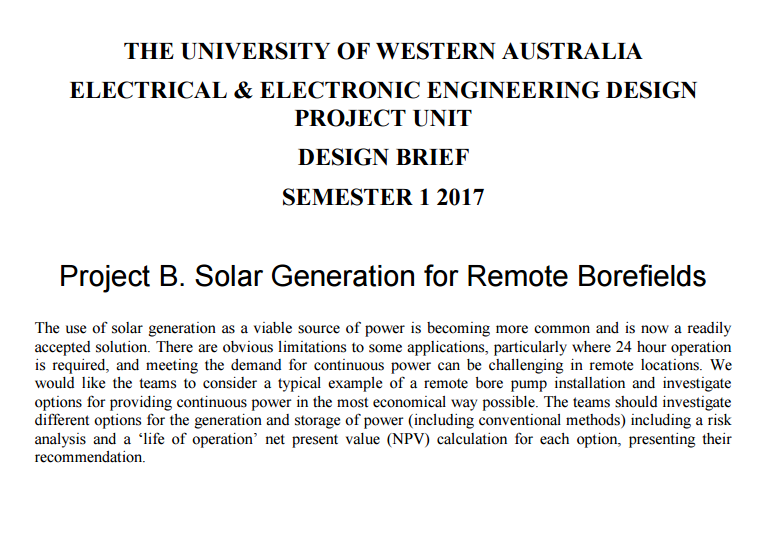 THE UNIVERSITY OF WESTERN AUSTRALIA
ELECTRICAL & ELECTRONIC ENGINEERING DESIGN
PROJECT UNIT
DESIGN BRIEF
SEMESTER 1 2017
Project B. Solar Generation for Remote Borefields
The use of solar generation as a viable source of power is becoming more common and is now a readily
accepted solution. There are obvious limitations to some applications, particularly where 24 hour operation
is required, and meeting the demand for continuous power can be challenging in remote locations. We
would like the teams to consider a typical example of a remote bore pump installation and investigate
options for providing continuous power in the most economical way possible. The teams should investigate
different options for the generation and storage of power (including conventional methods) including a risk
analysis and a ‘life of operation’ net present value (NPV) calculation for each option, presenting their
recommendation.